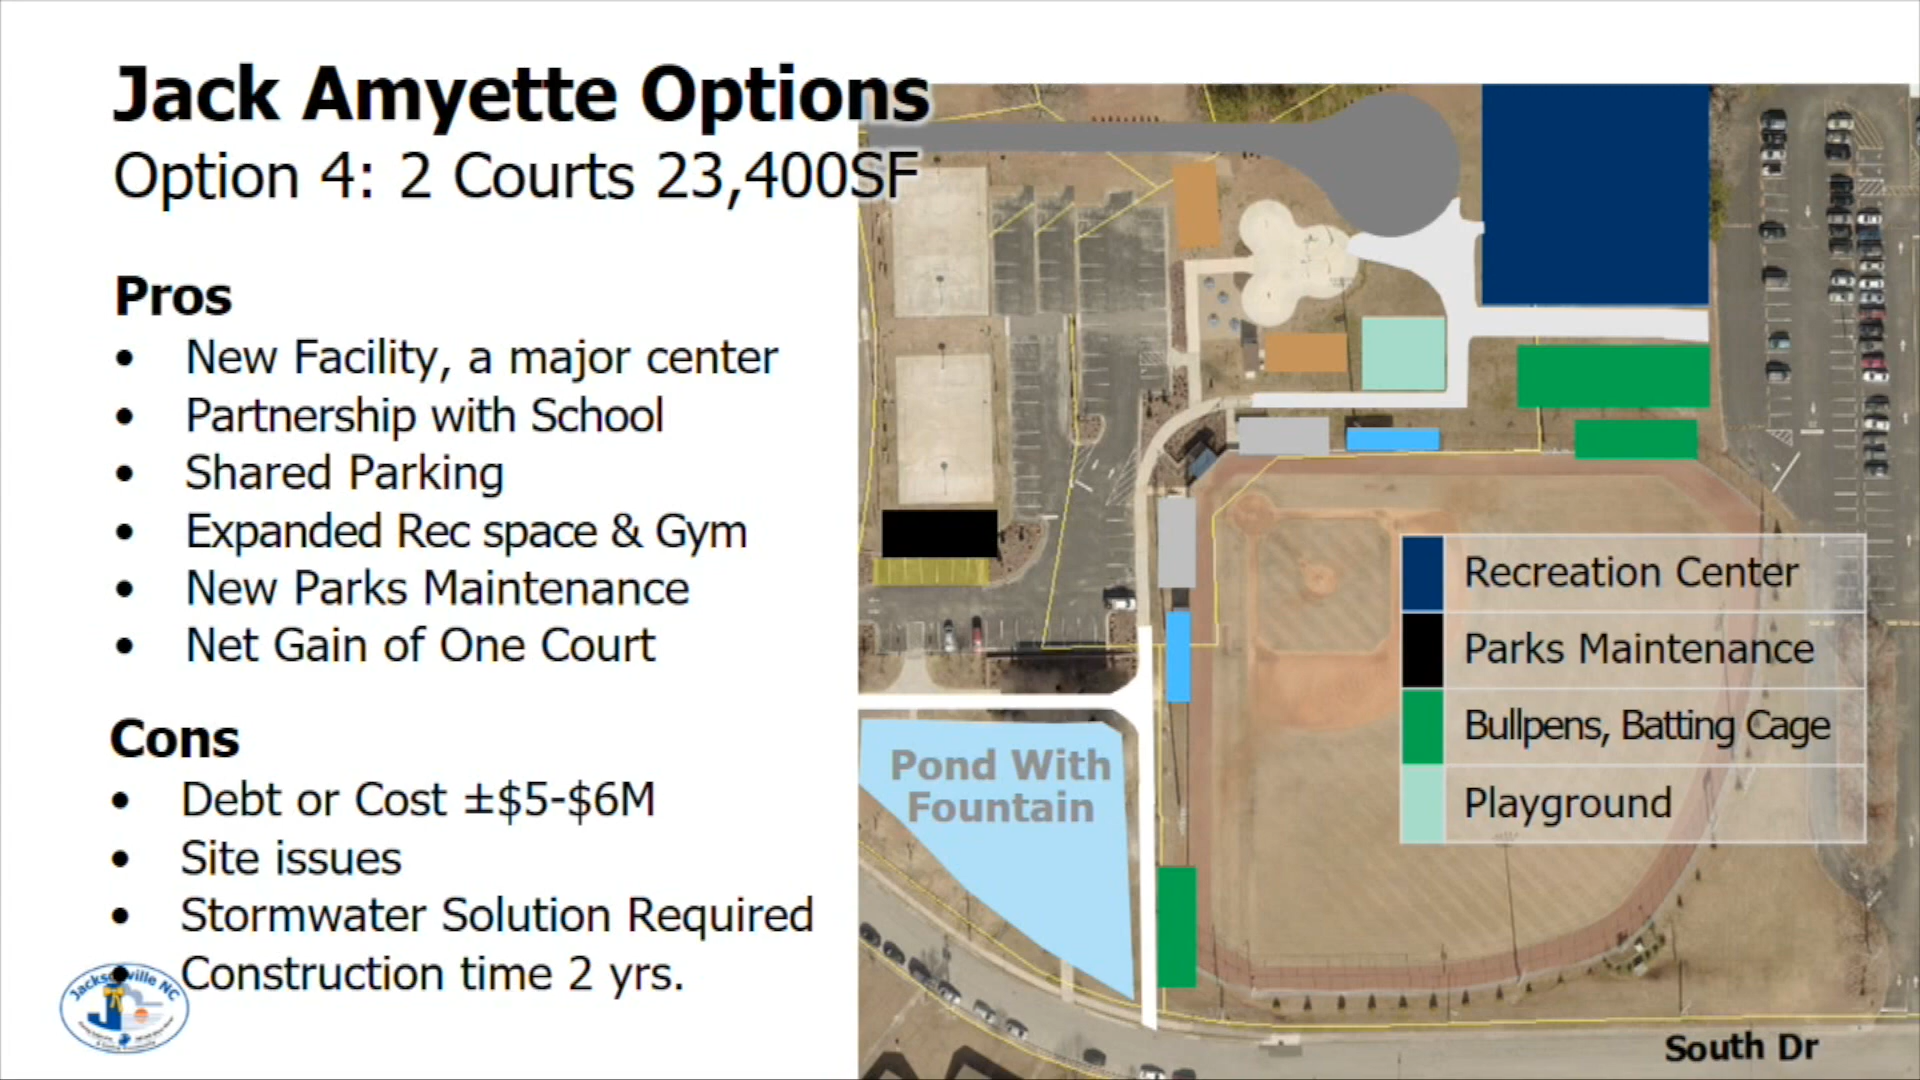 Jack Amyette Options
Option 4: 2 Courts 23,400SF
Pros
• New Facility, a major center
• Partnership with School
• Shared Parking
• Expanded Rec space & Gym
• New Parks Maintenance
• Net Gain of One Court
Cons
• Debt or Cost ±$5-$6M
• Site issues
• Stormwater Solution Required
• Construction time 2 yrs.
Jacksonville NC
Pond With
Fountain
Recreation Center
Parks Maintenance
Bullpens, Batting Cage
Playground
South Dr